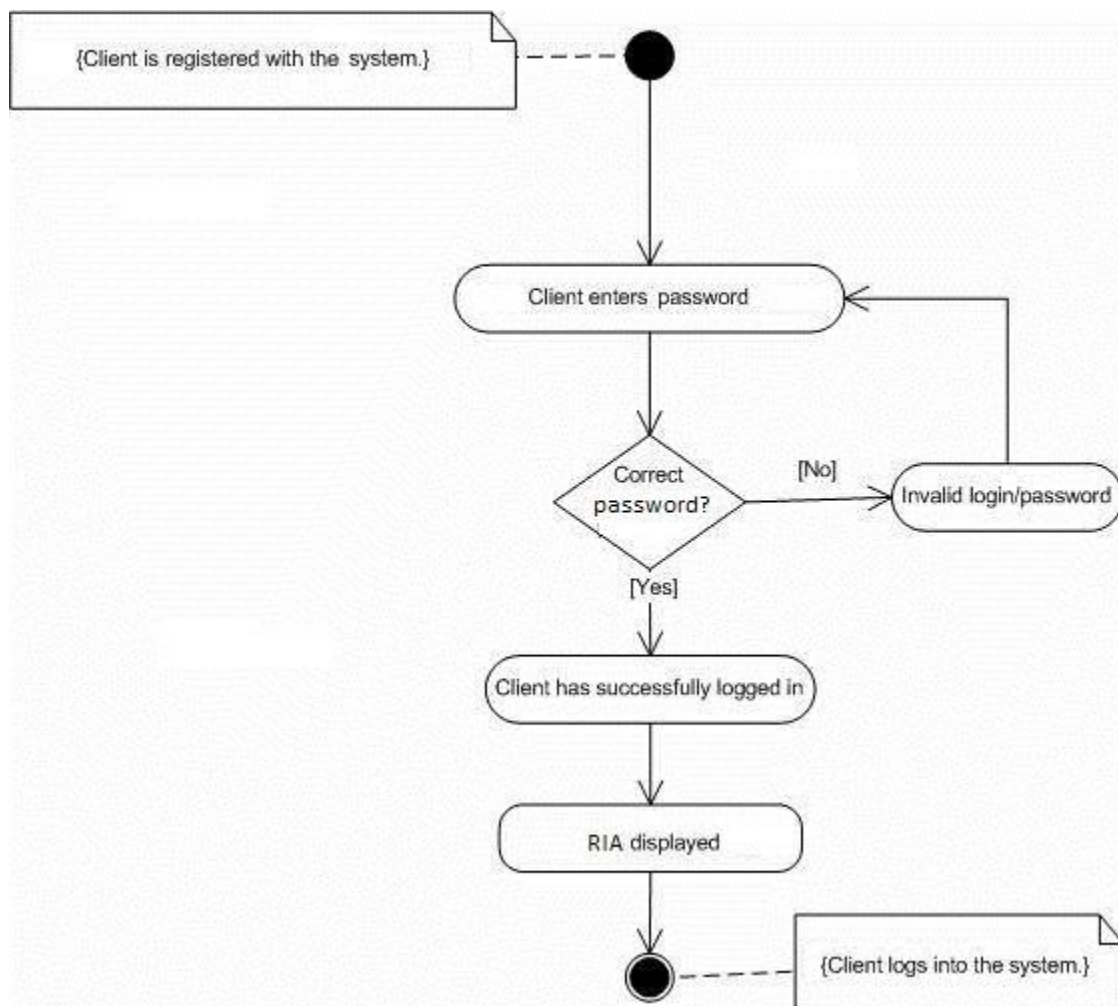 {Client is registered with the system.}
Client enters password
Correct
password?
[No]
Invalid login/password
[Yes]
Client has successfully logged in
RIA displayed
{Client logs into the system.}